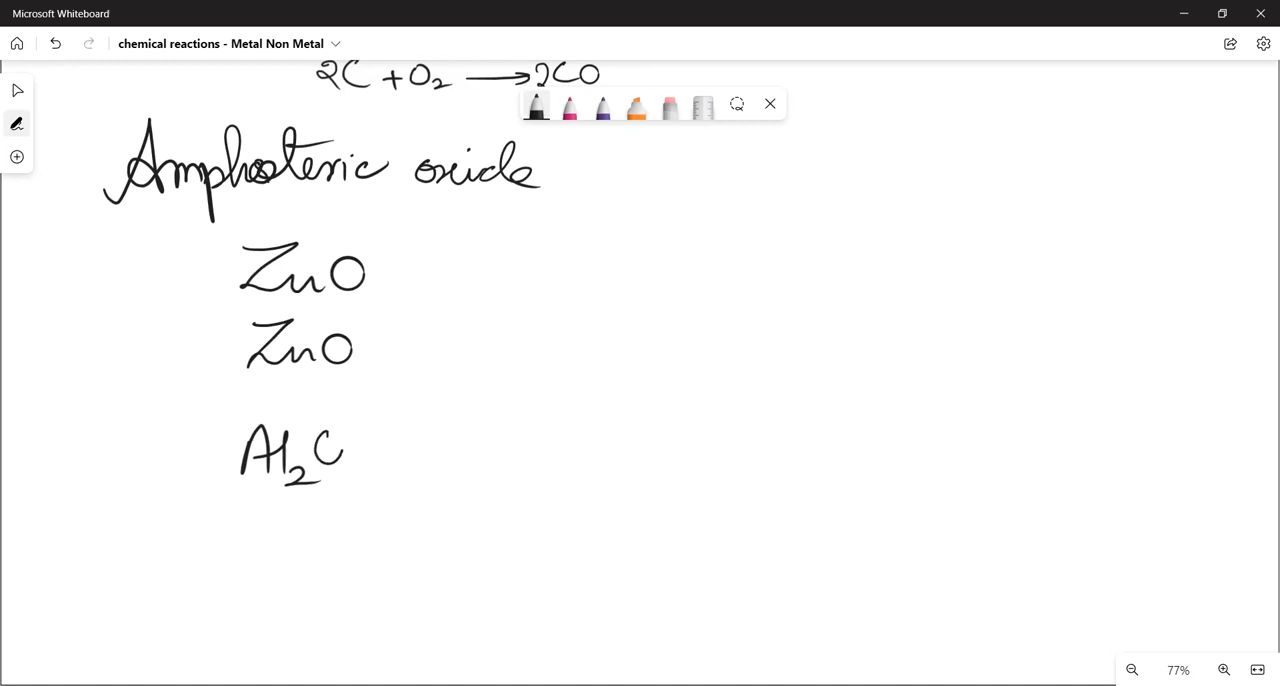 Microsoft Whiteboard
chemical reactions - Metal Non Metal
2C + O₂ ⟶ 2CO
Amphoteric oxide
ZnO
ZnO
Al₂C
77%